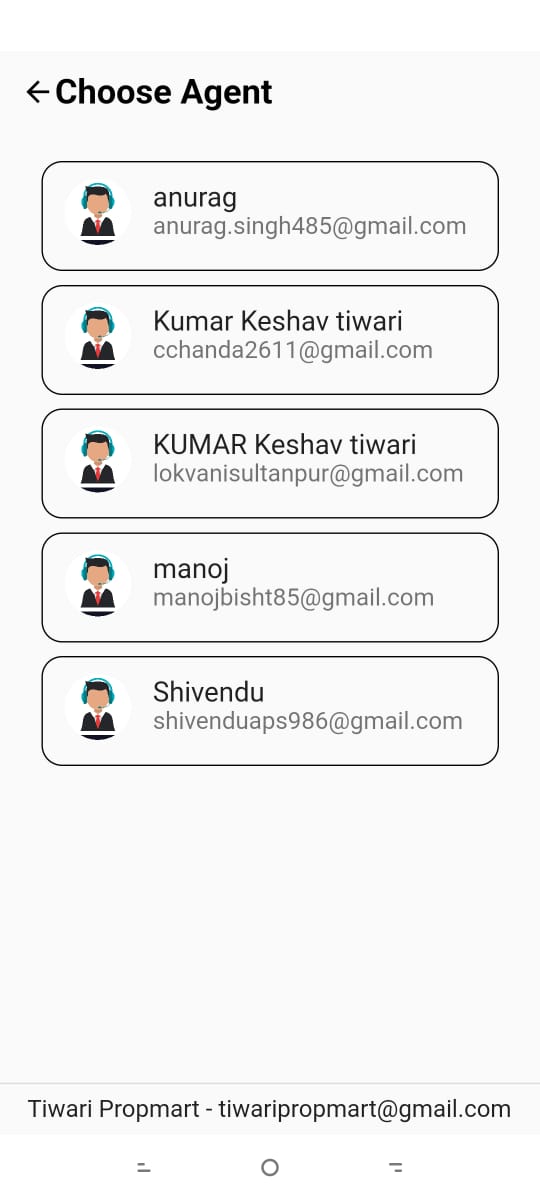 Choose Agent
anurag
anurag.singh485@gmail.com
Kumar Keshav tiwari
cchanda2611@gmail.com
KUMAR Keshav tiwari
lokvanisultanpur@gmail.com
manoj
manojbisht85@gmail.com
Shivendu
shivenduaps986@gmail.com
Tiwari Propmart - tiwaripropmart@gmail.com